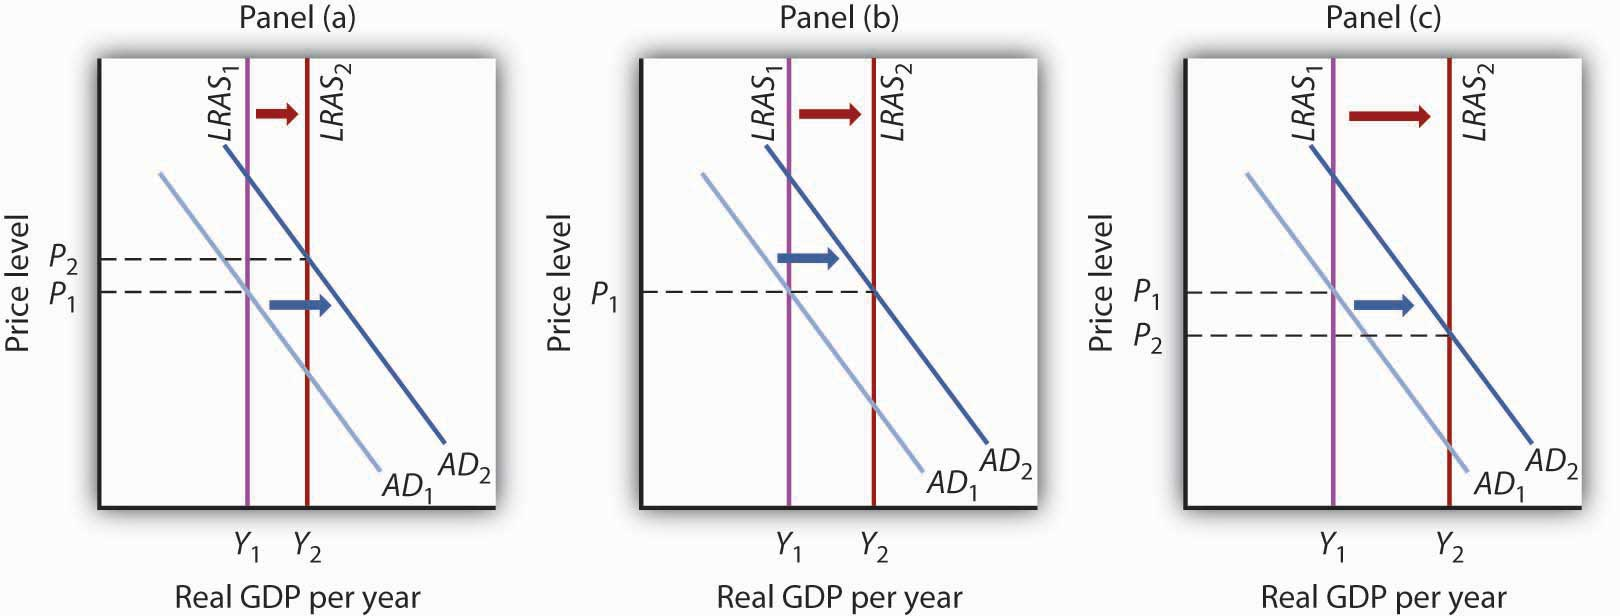 Panel (a)
LRAS₁
LRAS₂
Price level
P₂
P₁
AD₂
AD₁
Y₁
Y₂
Real GDP per year
Panel (b)
LRAS₁
LRAS₂
Price level
P₁
AD₂
AD₁
Y₁
Y₂
Real GDP per year
Panel (c)
LRAS₁
LRAS₂
Price level
P₁
P₂
AD₂
AD₁
Y₁
Y₂
Real GDP per year